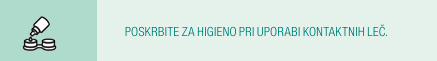 POSKRBITE ZA HIGIENO PRI UPORABI KONTAKTNIH LEČ.